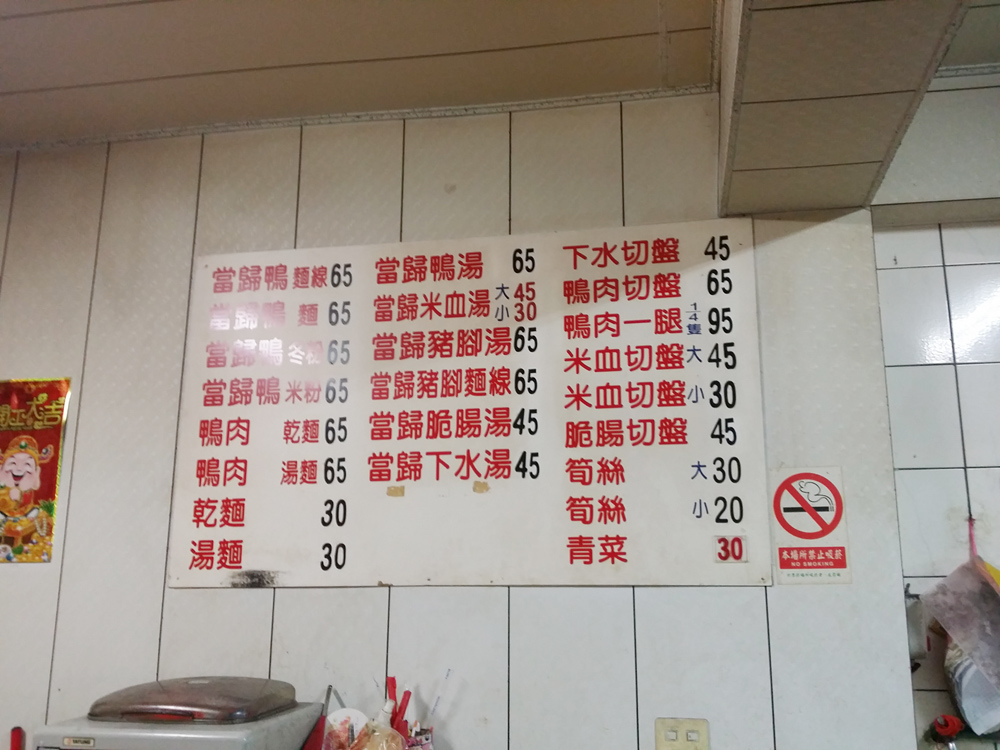 當歸鴨 麵線 65
當歸鴨 麵 65
當歸鴨 冬粉 65
當歸鴨 米粉 65
鴨肉 乾麵 65
鴨肉 湯麵 65
乾麵 30
湯麵 30
當歸鴨湯 65
當歸米血湯 大 45
小 30
當歸豬腳湯 65
當歸豬腳麵線 65
當歸脆腸湯 45
當歸下水湯 45
下水切盤 45
鴨肉切盤 65
鴨肉一腿 1/4隻 95
米血切盤 大 45
米血切盤 小 30
脆腸切盤 45
筍絲 大 30
筍絲 小 20
青菜 30
本場所禁止吸菸
NO SMOKING
大吉